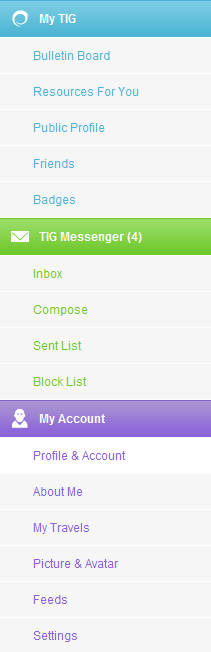 My TIG
Bulletin Board
Resources For You
Public Profile
Friends
Badges
TIG Messenger (4)
Inbox
Compose
Sent List
Block List
My Account
Profile & Account
About Me
My Travels
Picture & Avatar
Feeds
Settings